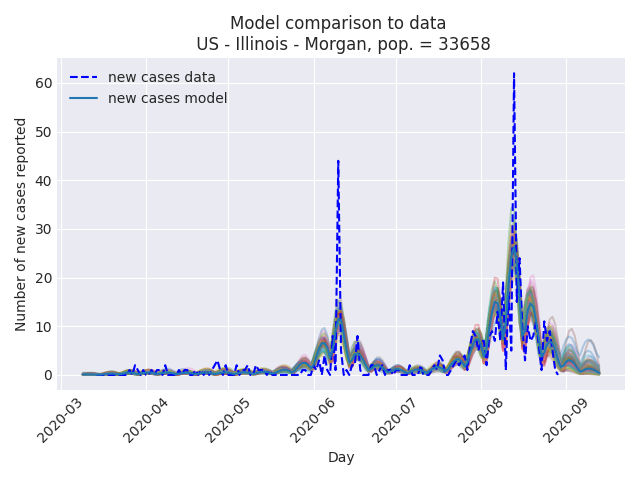 Model comparison to data
US - Illinois - Morgan, pop. = 33658
new cases data
new cases model
Number of new cases reported
60
50
40
30
20
10
0
2020-03
2020-04
2020-05
2020-06
2020-07
2020-08
2020-09
Day